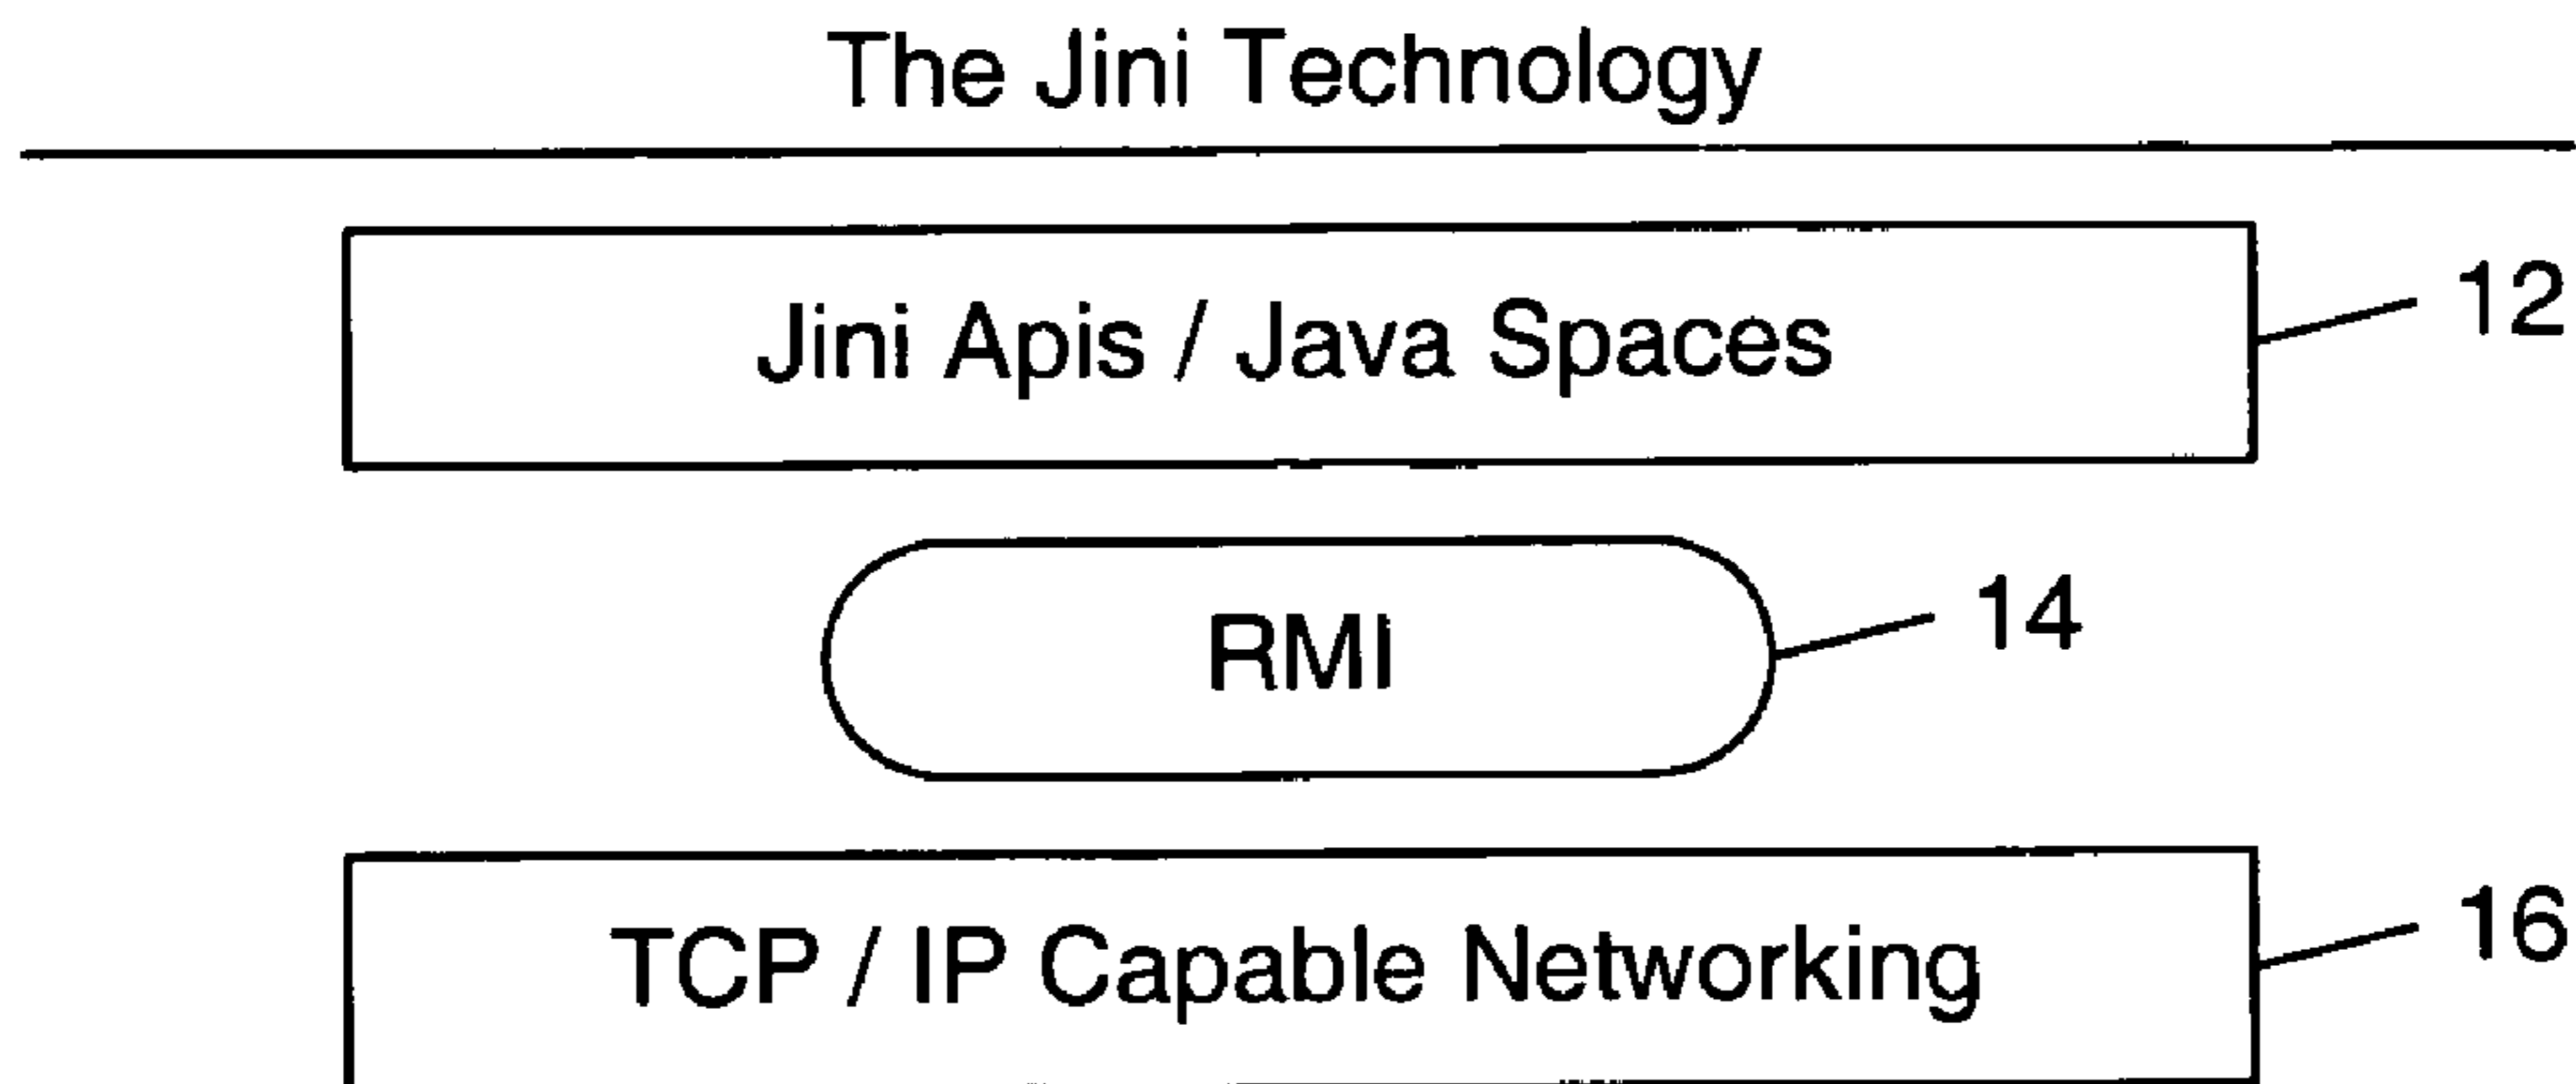 The Jini Technology
Jini Apis / Java Spaces
12
RMI
14
TCP / IP Capable Networking
16